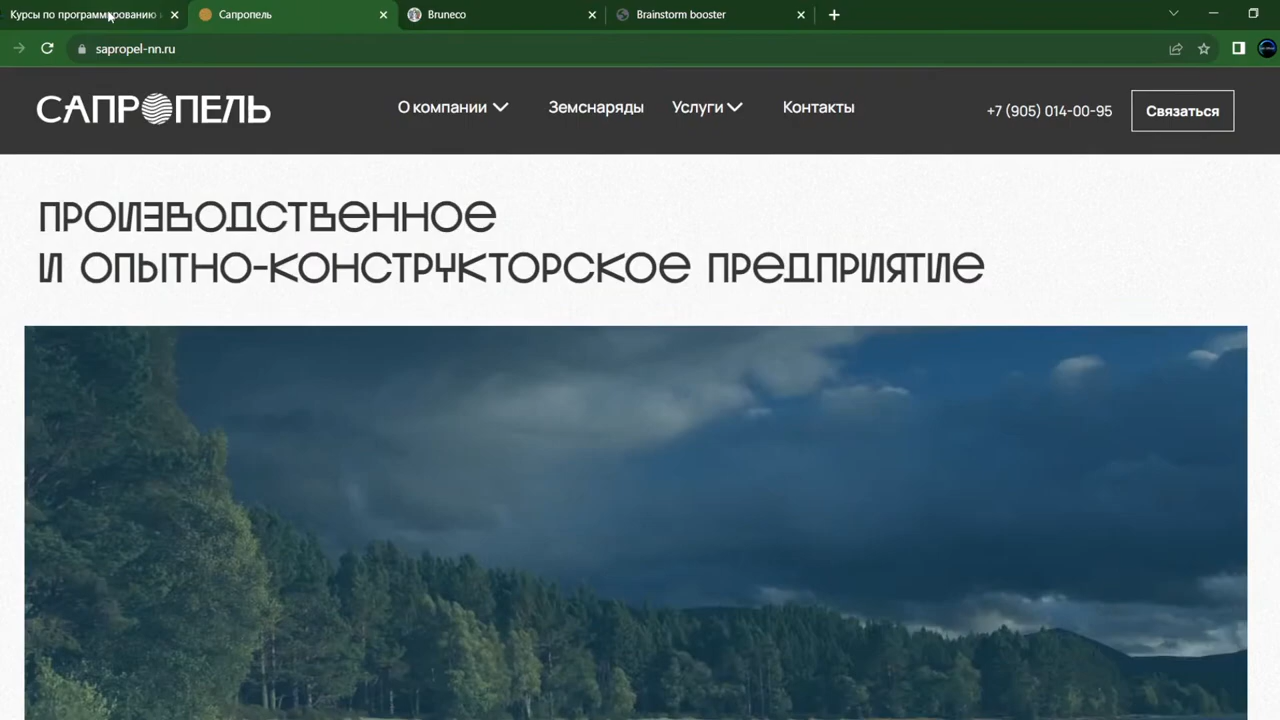 Курсы по программированию
Сапропель
Bruneco
Brainstorm booster
sapropel-nn.ru
САПРОПЕЛЬ
О компании
Земснаряды
Услуги
Контакты
+7 (905) 014-00-95
Связаться
ПРОИЗВОДСТВЕННОЕ
И ОПЫТНО-КОНСТРУКТОРСКОЕ ПРЕДПРИЯТИЕ